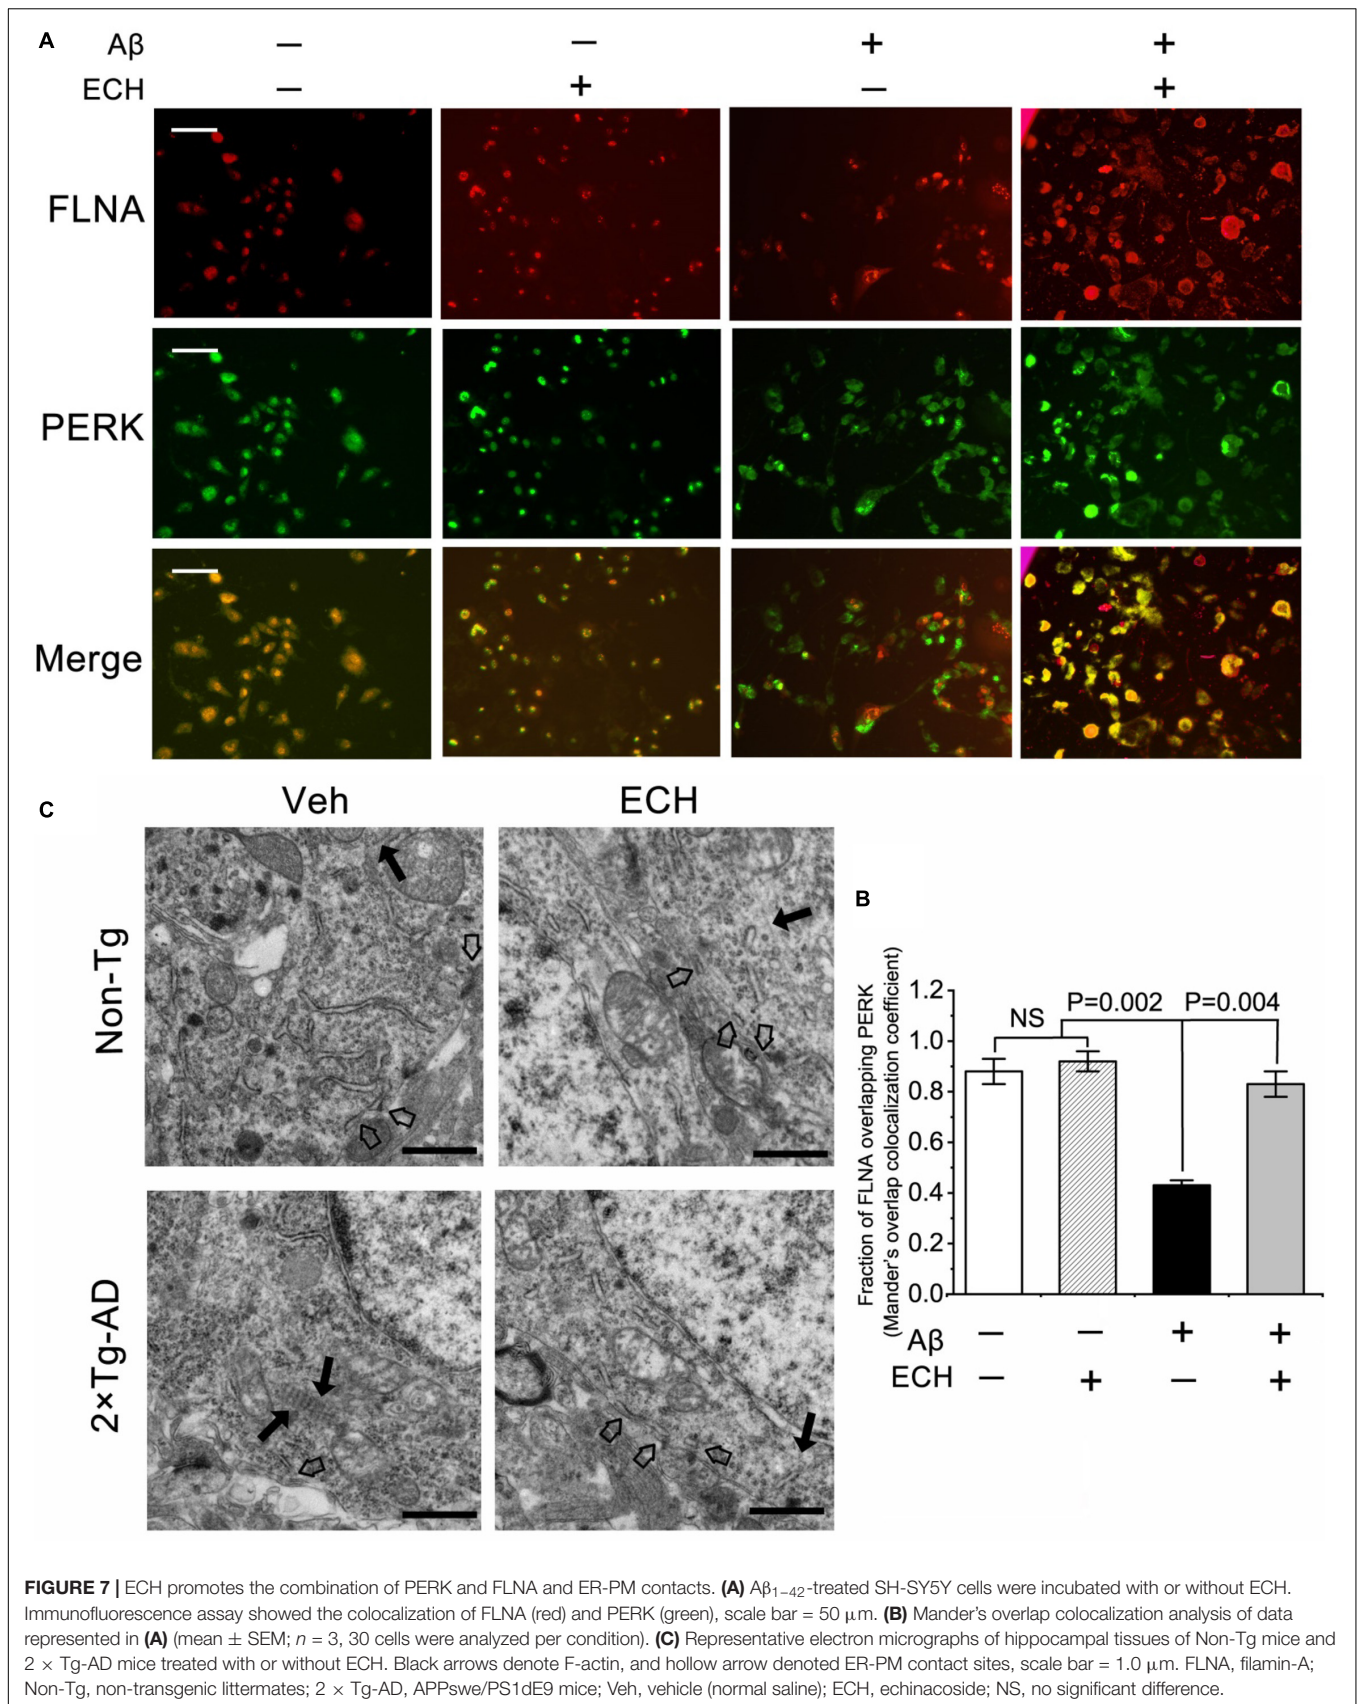 A
Aβ — — + +
ECH — + — +
FLNA
PERK
Merge
C
Veh ECH
Non-Tg
2×Tg-AD
B
Fraction of FLNA overlapping PERK
(Mander's overlap colocalization coefficient)
1.2
1.0
0.8
0.6
0.4
0.2
0.0
NS P=0.002 P=0.004
Aβ — — + +
ECH — + — +
FIGURE 7 | ECH promotes the combination of PERK and FLNA and ER-PM contacts. (A) Aβ1−42-treated SH-SY5Y cells were incubated with or without ECH.
Immunofluorescence assay showed the colocalization of FLNA (red) and PERK (green), scale bar = 50 μm. (B) Mander's overlap colocalization analysis of data
represented in (A) (mean ± SEM; n = 3, 30 cells were analyzed per condition). (C) Representative electron micrographs of hippocampal tissues of Non-Tg mice and
2 × Tg-AD mice treated with or without ECH. Black arrows denote F-actin, and hollow arrow denoted ER-PM contact sites, scale bar = 1.0 μm. FLNA, filamin-A;
Non-Tg, non-transgenic littermates; 2 × Tg-AD, APPswe/PS1dE9 mice; Veh, vehicle (normal saline); ECH, echinacoside; NS, no significant difference.